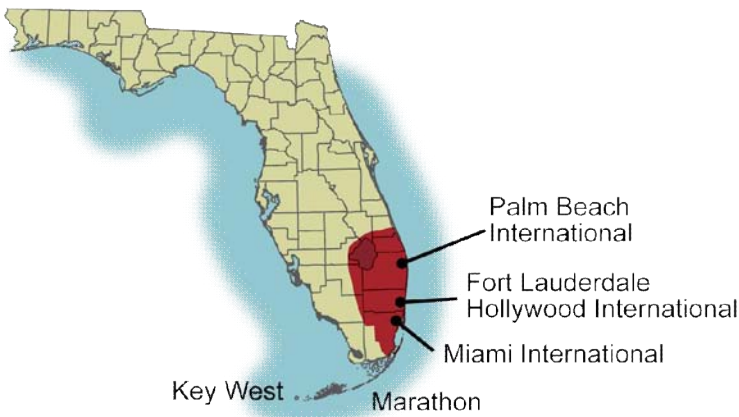 Palm Beach
International
Fort Lauderdale
Hollywood International
Miami International
Key West
Marathon